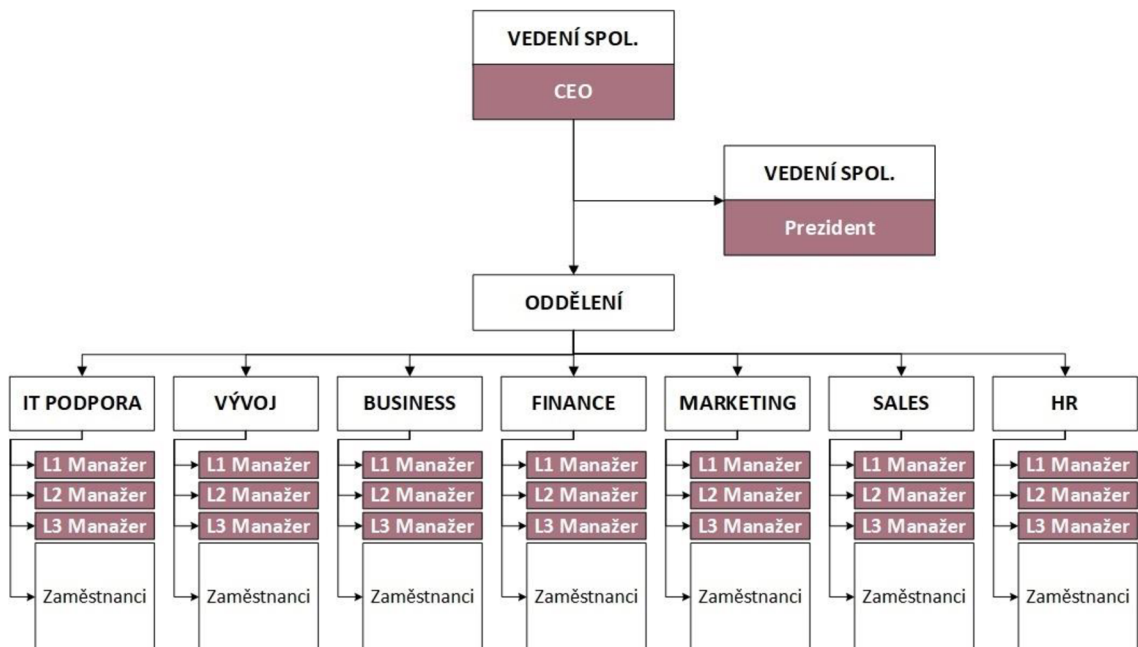 VEDENÍ SPOL.
CEO
VEDENÍ SPOL.
Prezident
ODDĚLENÍ
IT PODPORA
L1 Manažer
L2 Manažer
L3 Manažer
Zaměstnanci
VÝVOJ
L1 Manažer
L2 Manažer
L3 Manažer
Zaměstnanci
BUSINESS
L1 Manažer
L2 Manažer
L3 Manažer
Zaměstnanci
FINANCE
L1 Manažer
L2 Manažer
L3 Manažer
Zaměstnanci
MARKETING
L1 Manažer
L2 Manažer
L3 Manažer
Zaměstnanci
SALES
L1 Manažer
L2 Manažer
L3 Manažer
Zaměstnanci
HR
L1 Manažer
L2 Manažer
L3 Manažer
Zaměstnanci